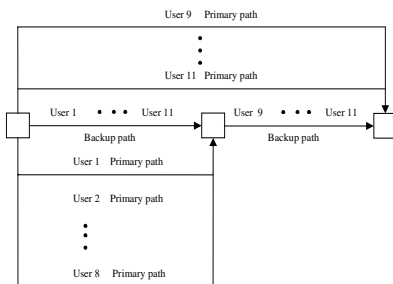 User 9 Primary path
User 11 Primary path
User 1 • • • User 11
User 9 • • • User 11
Backup path
Backup path
User 1 Primary path
User 2 Primary path
User 8 Primary path